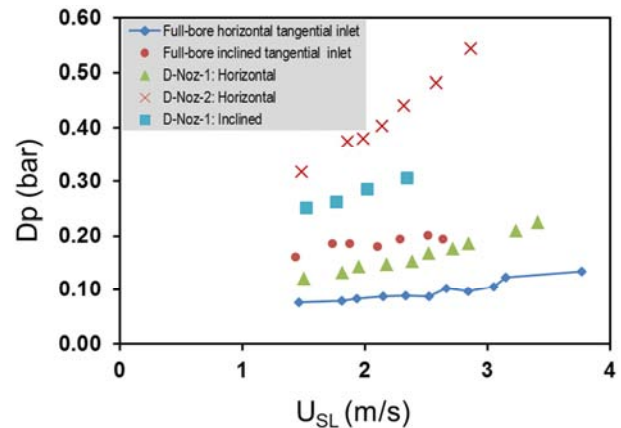 0.60
0.50
0.40
0.30
0.20
0.10
0.00
Dp (bar)
Full-bore horizontal tangential inlet
Full-bore inclined tangential inlet
D-Noz-1: Horizontal
D-Noz-2: Horizontal
D-Noz-1: Inclined
0 1 2 3 4
USL (m/s)